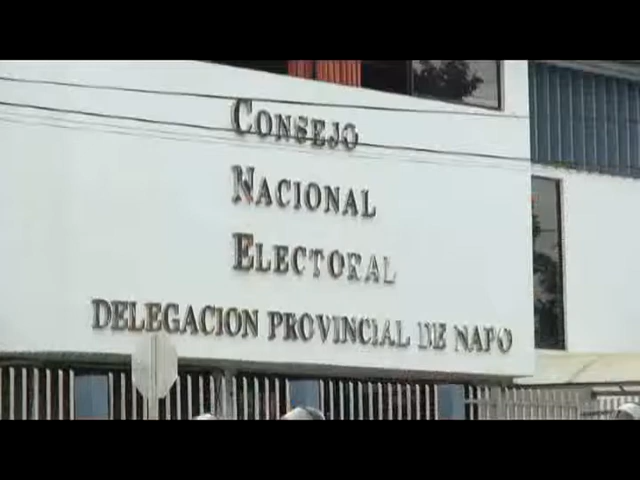 CONSEJO
NACIONAL
ELECTORAL
DELEGACION PROVINCIAL DE NAPO